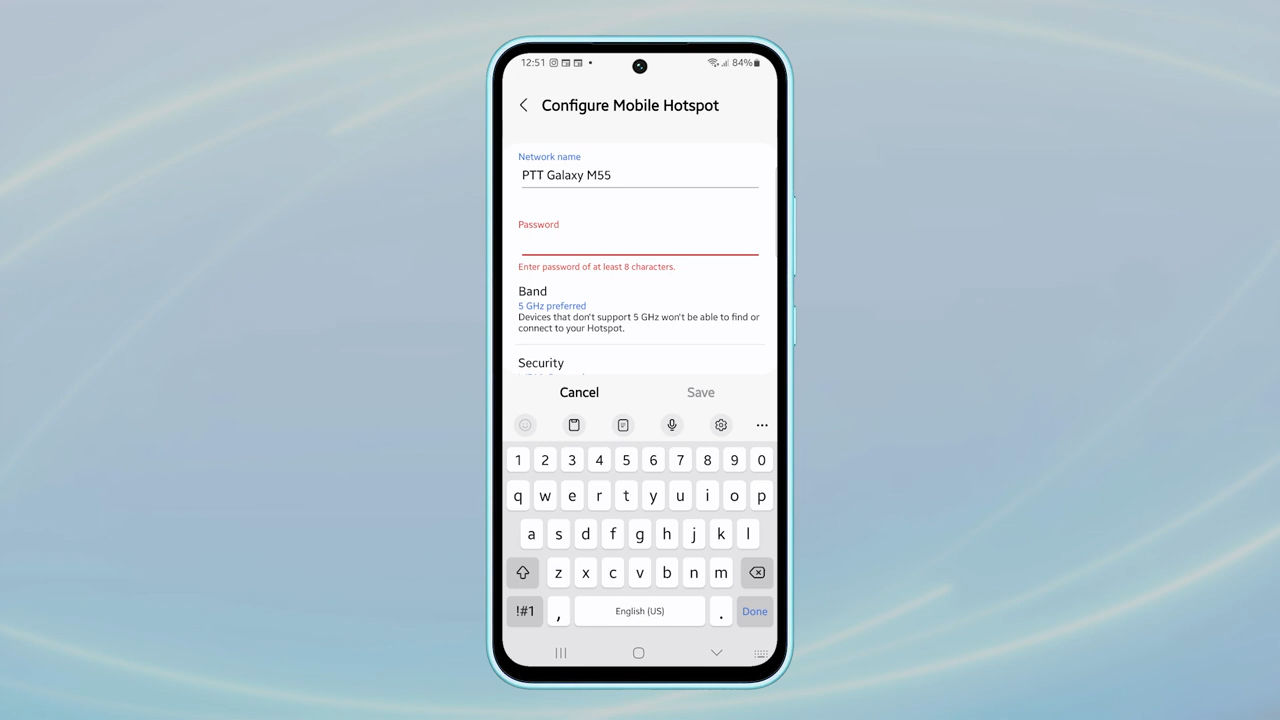 12:51
84%
Configure Mobile Hotspot
Network name
PTT Galaxy M55
Password
Enter password of at least 8 characters.
Band
5 GHz preferred
Devices that don't support 5 GHz won't be able to find or
connect to your Hotspot.
Security
Cancel Save
1 2 3 4 5 6 7 8 9 0
q w e r t y u i o p
a s d f g h j k l
z x c v b n m
!#1 , English (US) . Done